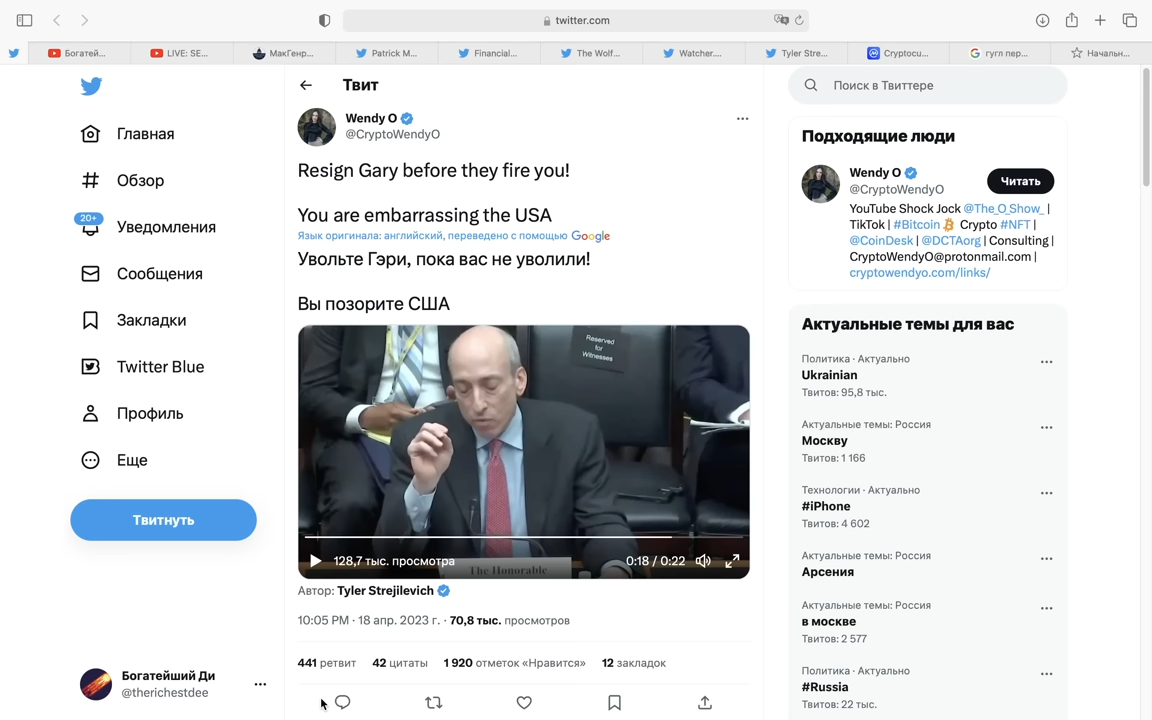 twitter.com
Богатей...
LIVE: SE...
МакГенр...
Patrick M...
Financial...
The Wolf...
Watcher....
Tyler Stre...
Cryptocu...
гугл пер...
Начальн...
Главная
Обзор
20+
Уведомления
Сообщения
Закладки
Twitter Blue
Профиль
Еще
Твитнуть
Богатейший Ди
@therichestdee
Твит
Wendy O
@CryptoWendyO
Resign Gary before they fire you!
You are embarrassing the USA
Язык оригинала: английский, переведено с помощью Google
Увольте Гэри, пока вас не уволили!
Вы позорите США
Reserved
for
Witnesses
128,7 тыс. просмотра
0:18 / 0:22
The Honorable
Автор: Tyler Strejilevich
10:05 PM · 18 апр. 2023 г. · 70,8 тыс. просмотров
441 ретвит 42 цитаты 1 920 отметок «Нравится» 12 закладок
Поиск в Твиттере
Подходящие люди
Wendy O
@CryptoWendyO
Читать
YouTube Shock Jock @The_O_Show_ |
TikTok | #Bitcoin Crypto #NFT |
@CoinDesk | @DCTAorg | Consulting |
CryptoWendyO@protonmail.com |
cryptowendyo.com/links/
Актуальные темы для вас
Политика · Актуально
Ukrainian
Твитов: 95,8 тыс.
Актуальные темы: Россия
Москву
Твитов: 1 166
Технологии · Актуально
#iPhone
Твитов: 4 602
Актуальные темы: Россия
Арсения
Актуальные темы: Россия
в москве
Твитов: 2 577
Политика · Актуально
#Russia
Твитов: 22 тыс.